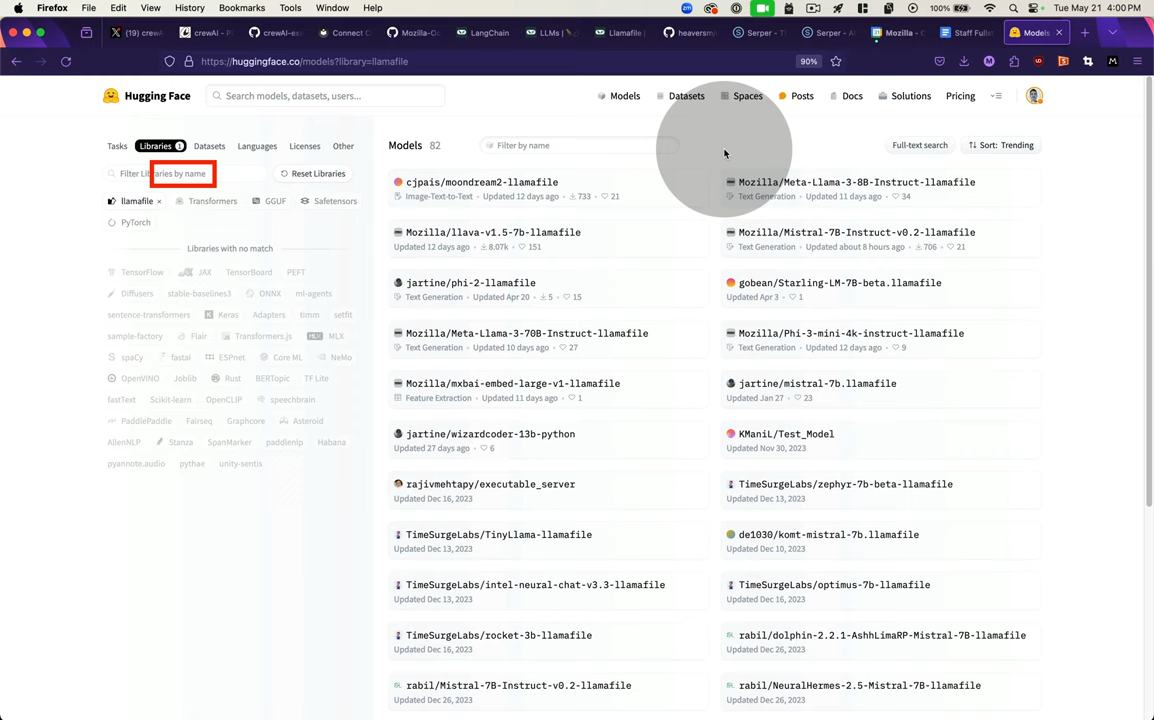 Firefox File Edit View History Bookmarks Tools Window Help 100% Tue May 21 4:00 PM
(19) crewA crewAI - P crewAI-ex Connect C Mozilla-Oc LangChain LLMs | Llamafile | heaversm/ Serper - T Serper - A Mozilla - Staff Fulls Models
https://huggingface.co/models?library=llamafile 90%
Hugging Face Search models, datasets, users... Models Datasets Spaces Posts Docs Solutions Pricing
Tasks Libraries 1 Datasets Languages Licenses Other
Filter Libraries by name Reset Libraries
llamafile × Transformers GGUF Safetensors
PyTorch
Libraries with no match
TensorFlow JAX TensorBoard PEFT
Diffusers stable-baselines3 ONNX ml-agents
sentence-transformers Keras Adapters timm setfit
sample-factory Flair Transformers.js MLX MLX
spaCy fastai ESPnet Core ML NeMo
OpenVINO Joblib Rust BERTopic TF Lite
fastText Scikit-learn OpenCLIP speechbrain
PaddlePaddle Fairseq Graphcore Asteroid
AllenNLP Stanza SpanMarker paddlenlp Habana
pyannote.audio pythae unity-sentis
Models 82 Filter by name Full-text search Sort: Trending
cjpais/moondream2-llamafile
Image-Text-to-Text • Updated 12 days ago • 733 • 21
Mozilla/Meta-Llama-3-8B-Instruct-llamafile
Text Generation • Updated 11 days ago • 34
Mozilla/llava-v1.5-7b-llamafile
Updated 12 days ago • 8.07k • 151
Mozilla/Mistral-7B-Instruct-v0.2-llamafile
Text Generation • Updated about 8 hours ago • 706 • 21
jartine/phi-2-llamafile
Text Generation • Updated Apr 20 • 5 • 15
gobean/Starling-LM-7B-beta.llamafile
Updated Apr 3 • 1
Mozilla/Meta-Llama-3-70B-Instruct-llamafile
Text Generation • Updated 10 days ago • 27
Mozilla/Phi-3-mini-4k-instruct-llamafile
Text Generation • Updated 12 days ago • 9
Mozilla/mxbai-embed-large-v1-llamafile
Feature Extraction • Updated 11 days ago • 1
jartine/mistral-7b.llamafile
Updated Jan 27 • 23
jartine/wizardcoder-13b-python
Updated 27 days ago • 6
KManiL/Test_Model
Updated Nov 30, 2023
rajivmehtapy/executable_server
Updated Dec 16, 2023
TimeSurgeLabs/zephyr-7b-beta-llamafile
Updated Dec 13, 2023
TimeSurgeLabs/TinyLlama-llamafile
Updated Dec 13, 2023
de1030/komt-mistral-7b.llamafile
Updated Dec 10, 2023
TimeSurgeLabs/intel-neural-chat-v3.3-llamafile
Updated Dec 13, 2023
TimeSurgeLabs/optimus-7b-llamafile
Updated Dec 16, 2023
TimeSurgeLabs/rocket-3b-llamafile
Updated Dec 16, 2023
rabil/dolphin-2.2.1-AshhLimaRP-Mistral-7B-llamafile
Updated Dec 26, 2023
rabil/Mistral-7B-Instruct-v0.2-llamafile
Updated Dec 26, 2023
rabil/NeuralHermes-2.5-Mistral-7B-llamafile
Updated Dec 26, 2023